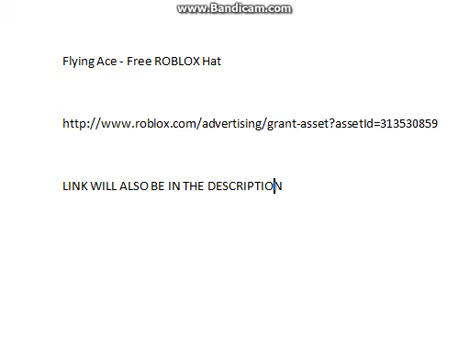 www.Bandicam.com
Flying Ace - Free ROBLOX Hat
http://www.roblox.com/advertising/grant-asset?assetId=313530859
LINK WILL ALSO BE IN THE DESCRIPTION